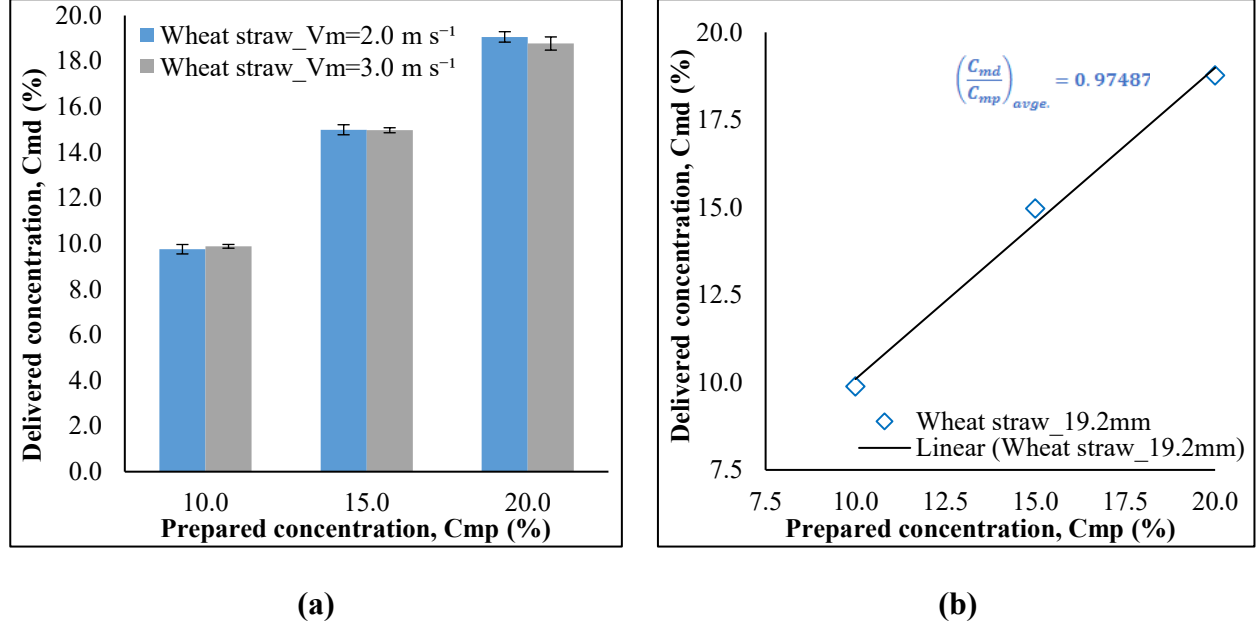 20.0
18.0
16.0
14.0
12.0
10.0
8.0
6.0
4.0
2.0
0.0
Delivered concentration, Cmd (%)
Wheat straw_Vm=2.0 m s⁻¹
Wheat straw_Vm=3.0 m s⁻¹
10.0 15.0 20.0
Prepared concentration, Cmp (%)
(a)
20.0
17.5
15.0
12.5
10.0
7.5
Delivered concentration, Cmd (%)
(C_md/C_mp)_avge. = 0.97487
Wheat straw_19.2mm
Linear (Wheat straw_19.2mm)
7.5 10.0 12.5 15.0 17.5 20.0
Prepared concentration, Cmp (%)
(b)